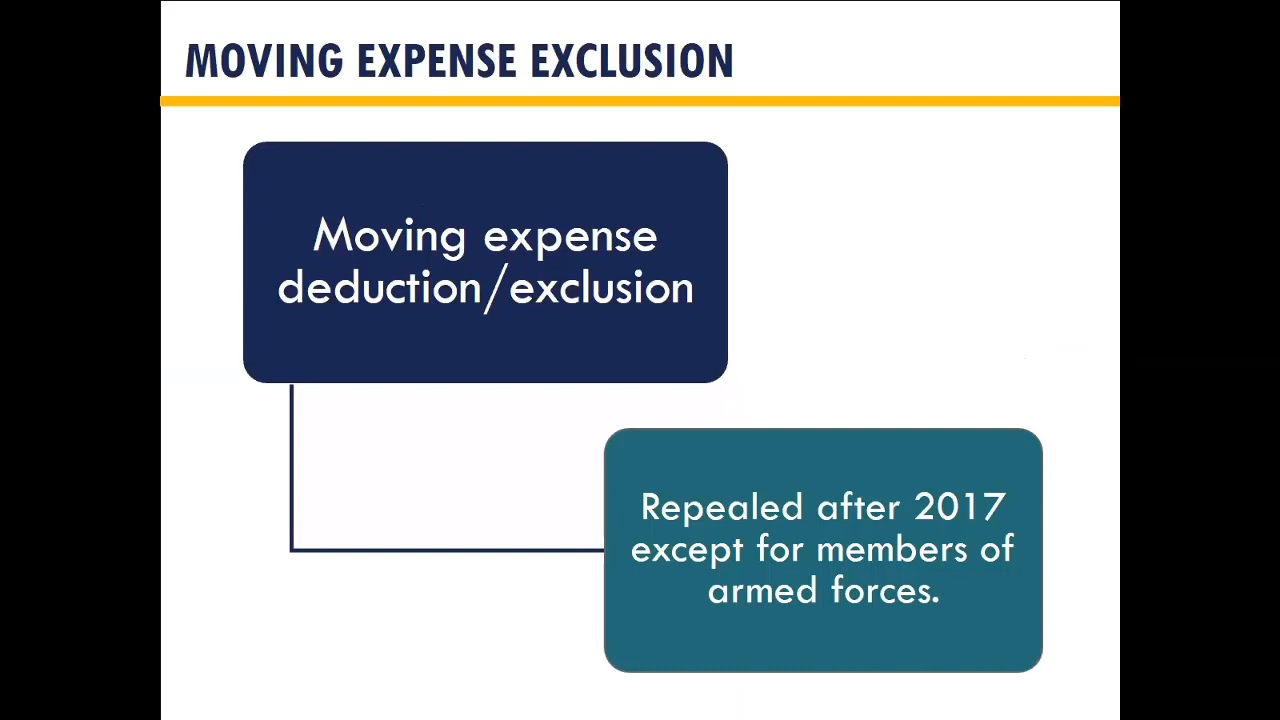 MOVING EXPENSE EXCLUSION
Moving expense
deduction/exclusion
Repealed after 2017
except for members of
armed forces.